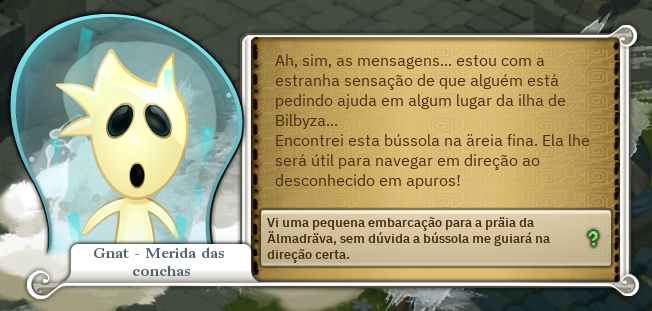 Ah, sim, as mensagens... estou com a
estranha sensação de que alguém está
pedindo ajuda em algum lugar da ilha de
Bilbyza...
Encontrei esta bússola na äreia fina. Ela lhe
será útil para navegar em direção ao
desconhecido em apuros!
Vi uma pequena embarcação para a präia da
Älmadräva, sem dúvida a bússola me guiará na
direção certa.
?
Gnat - Merida das
conchas